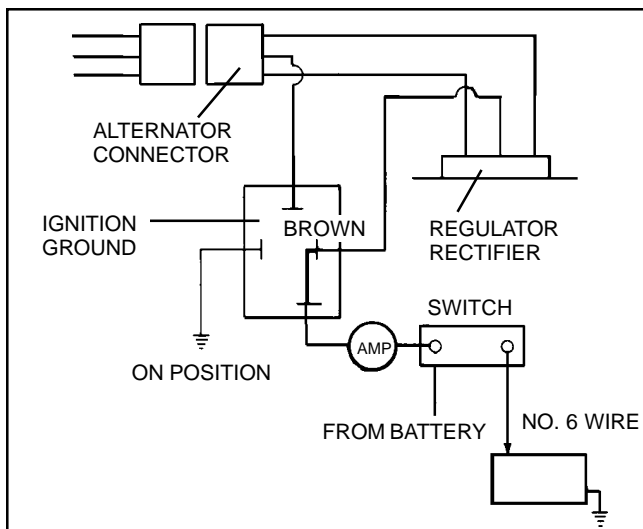 ALTERNATOR
CONNECTOR
IGNITION
GROUND
BROWN
REGULATOR
RECTIFIER
SWITCH
AMP
ON POSITION
FROM BATTERY
NO. 6 WIRE